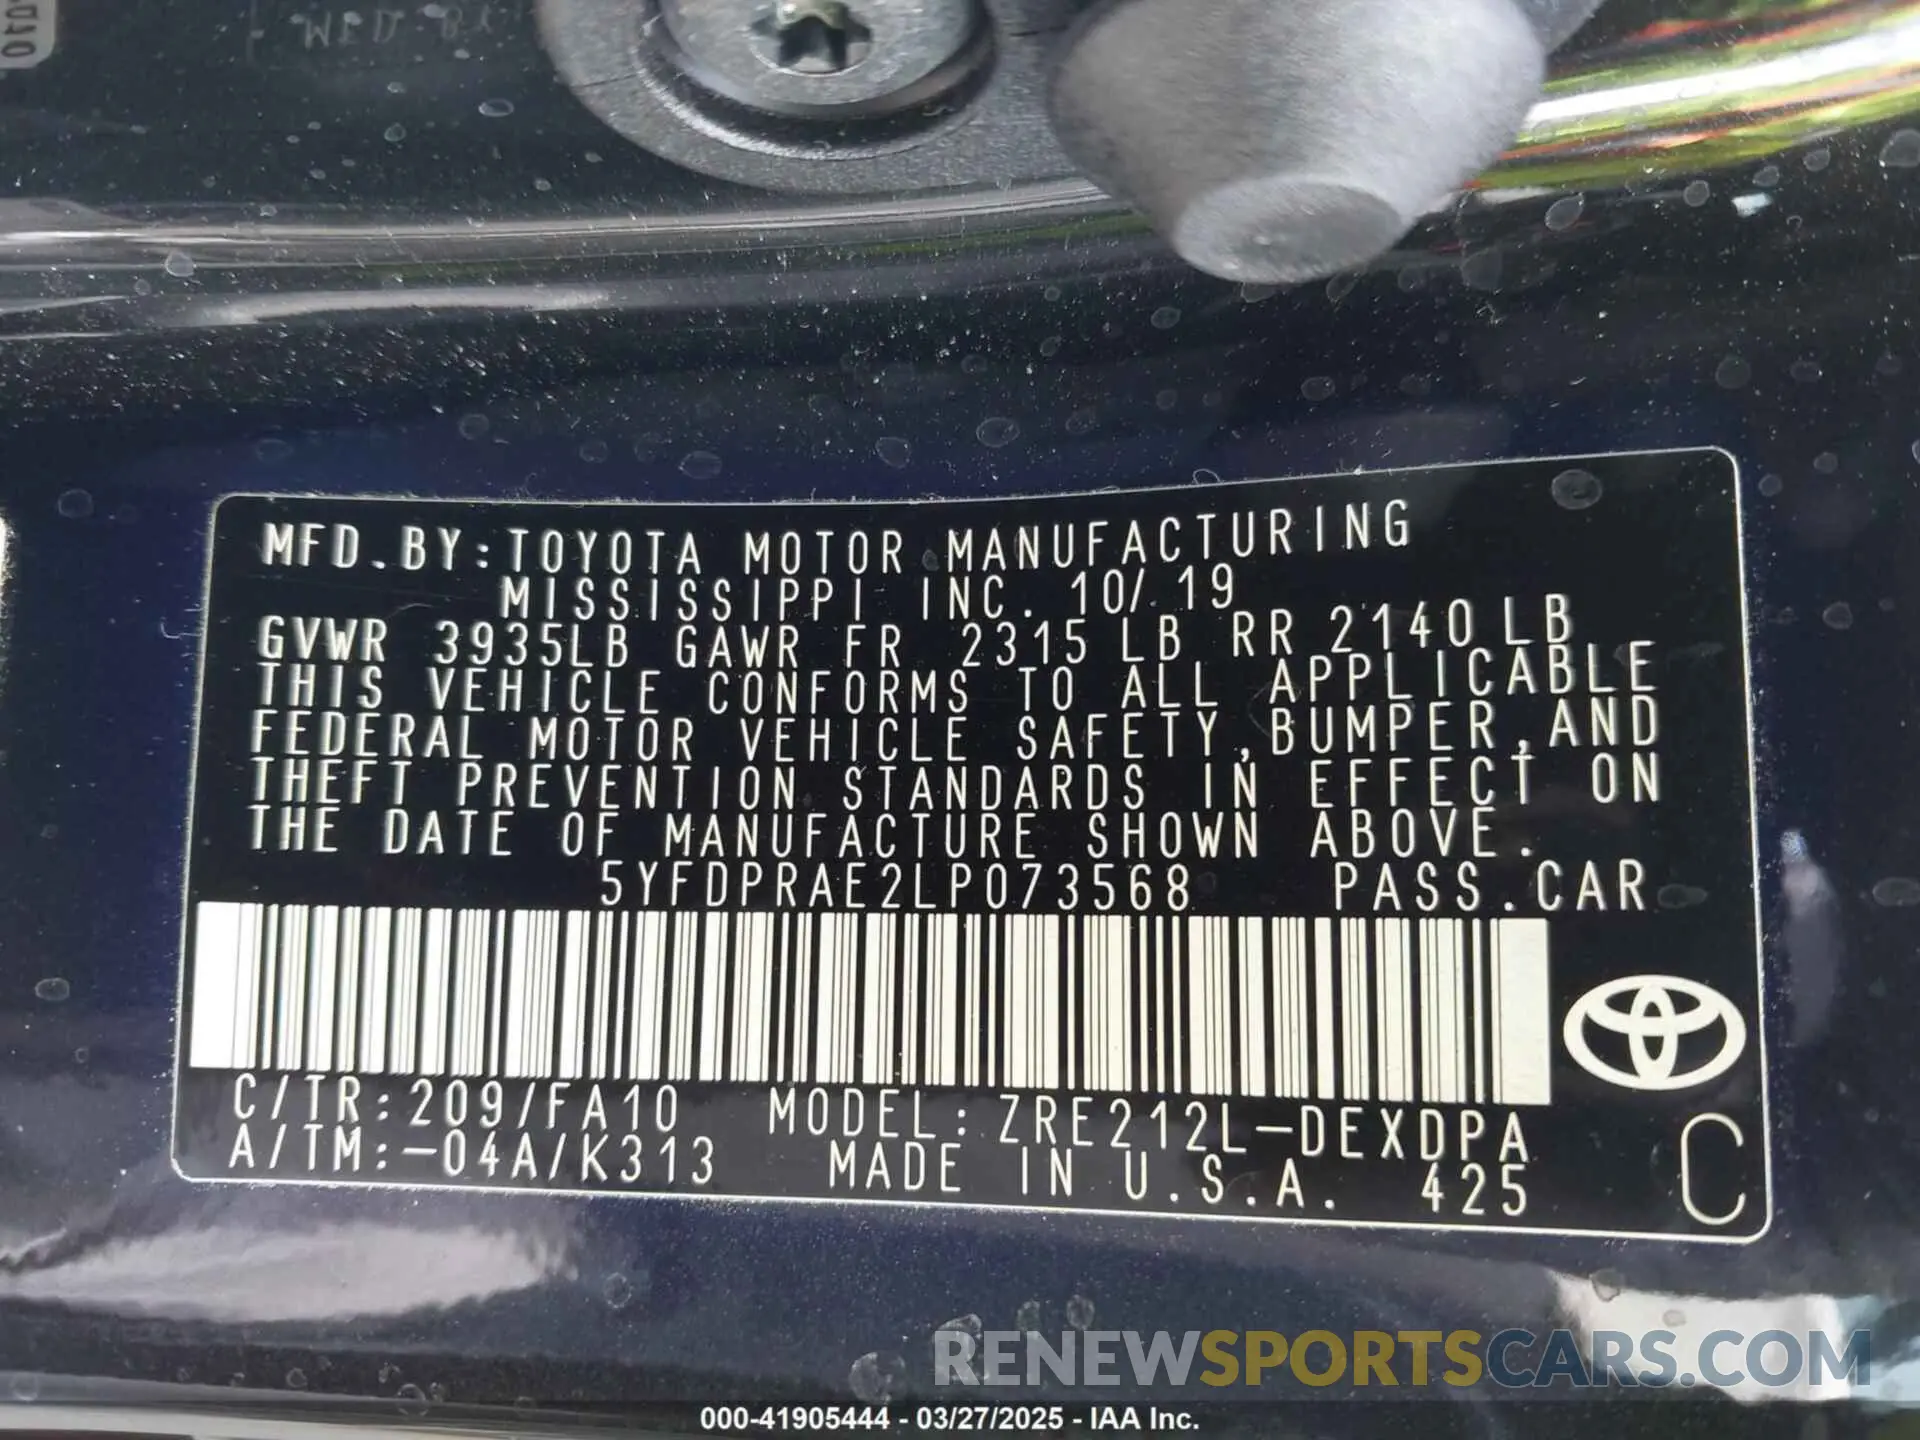 MFD.BY:TOYOTA MOTOR MANUFACTURING
MISSISSIPPI INC. 10/19
GVWR 3935LB GAWR FR 2315 LB RR 2140LB
THIS VEHICLE CONFORMS TO ALL APPLICABLE
FEDERAL MOTOR VEHICLE SAFETY,BUMPER,AND
THEFT PREVENTION STANDARDS IN EFFECT ON
THE DATE OF MANUFACTURE SHOWN ABOVE.
5YFDPRAE2LP073568 PASS.CAR
C/TR:209/FA10 MODEL:ZRE212L-DEXDPA
A/TM:-04A/K313 MADE IN U.S.A. 425 C
RENEWSPORTSCARS.COM
000-41905444 - 03/27/2025 - IAA Inc.